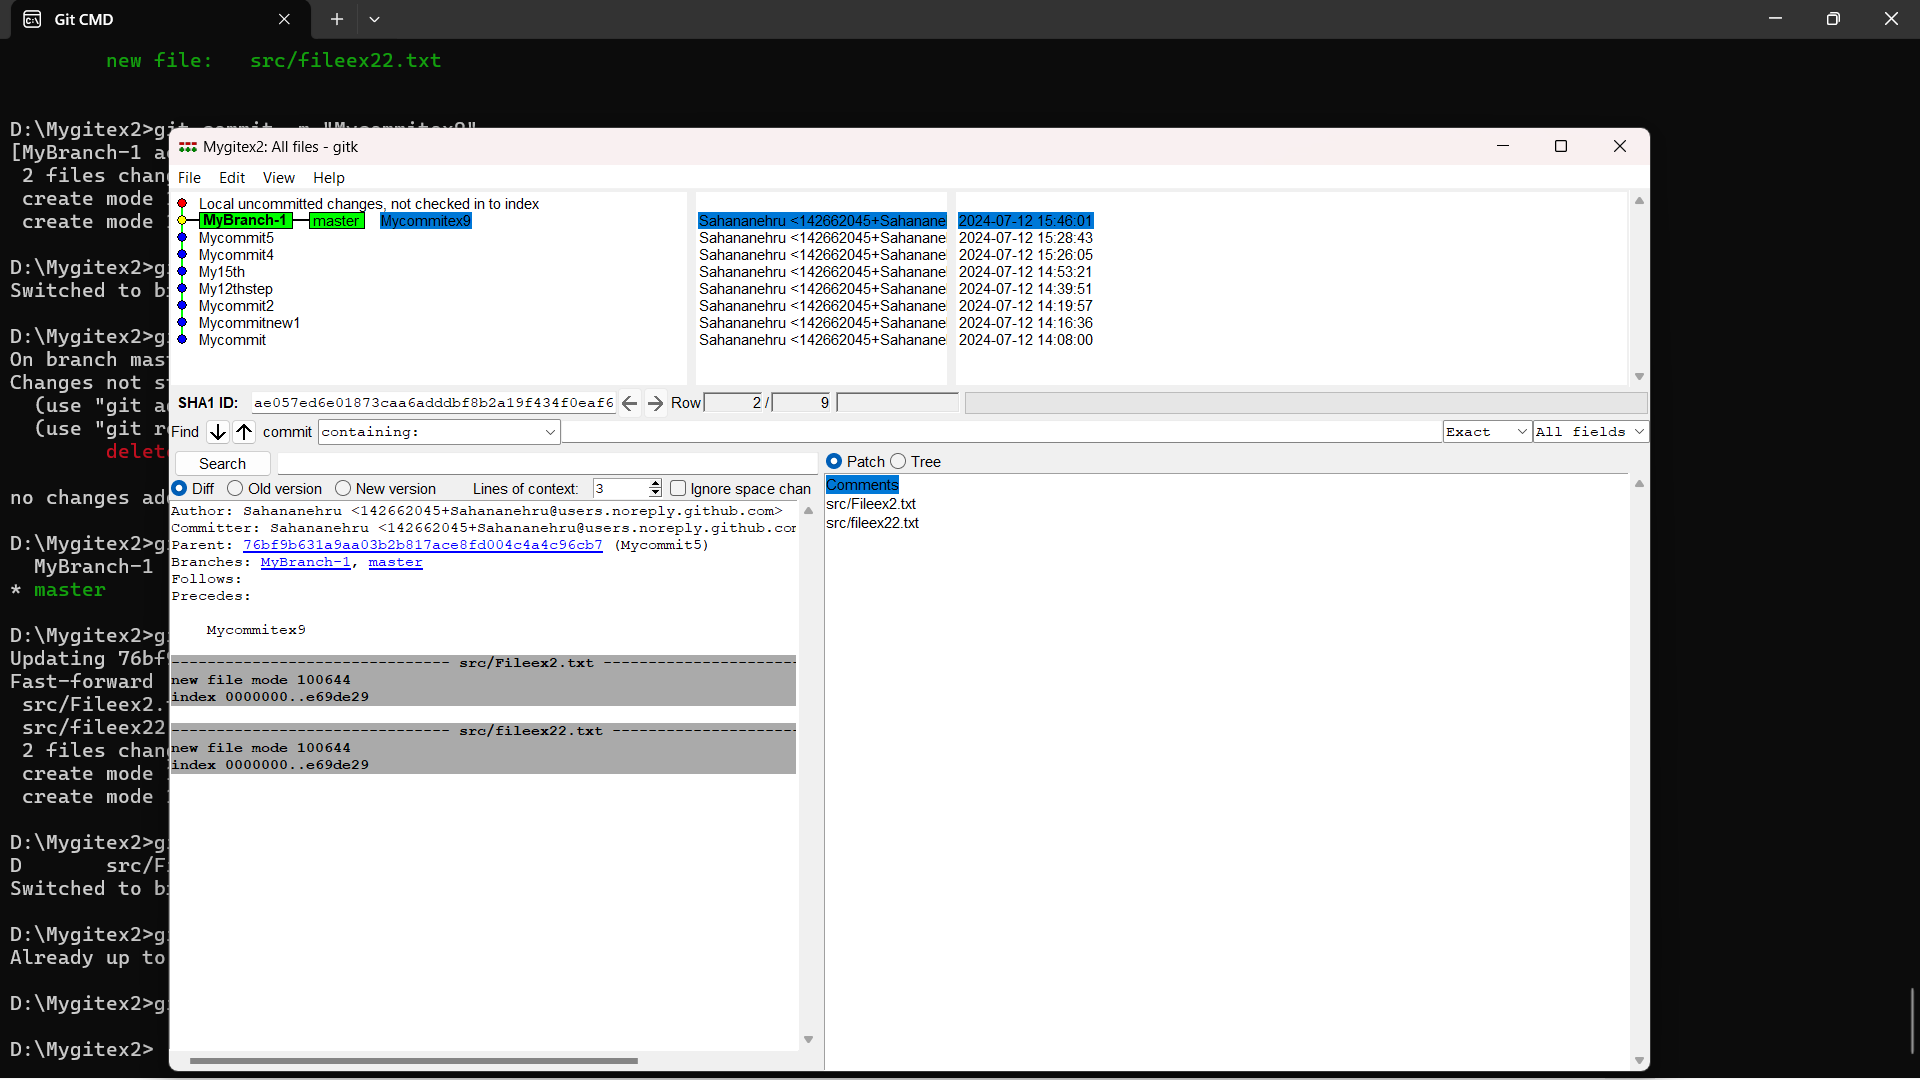 Git CMD
new file:   src/fileex22.txt
D:\Mygitex2>git commit -m "Mycommitex9"
[MyBranch-1
2 files
create mode
create mode
D:\Mygitex2>
Switched to
D:\Mygitex2>
On branch
Changes not
(use "git
(use "git
no changes
D:\Mygitex2>
MyBranch-1
* master
D:\Mygitex2>
Updating
Fast-forward
src/Fileex2.
src/fileex22
2 files
create mode
create mode
D:\Mygitex2>
D       src/
Switched to
D:\Mygitex2>
Already up to
D:\Mygitex2>
D:\Mygitex2>
Mygitex2: All files - gitk
File Edit View Help
Local uncommitted changes, not checked in to index
MyBranch-1 master Mycommitex9 Sahananehru <142662045+Sahanane 2024-07-12 15:46:01
Mycommit5 Sahananehru <142662045+Sahanane 2024-07-12 15:28:43
Mycommit4 Sahananehru <142662045+Sahanane 2024-07-12 15:26:05
My15th Sahananehru <142662045+Sahanane 2024-07-12 14:53:21
My12thstep Sahananehru <142662045+Sahanane 2024-07-12 14:39:51
Mycommit2 Sahananehru <142662045+Sahanane 2024-07-12 14:19:57
Mycommitnew1 Sahananehru <142662045+Sahanane 2024-07-12 14:16:36
Mycommit Sahananehru <142662045+Sahanane 2024-07-12 14:08:00
SHA1 ID: ae057ed6e01873caa6adddbf8b2a19f434f0eaf6 Row 2 / 9
Find commit containing: Exact All fields
Search
Diff Old version New version Lines of context: 3 Ignore space chan
Author: Sahananehru <142662045+Sahananehru@users.noreply.github.com>
Committer: Sahananehru <142662045+Sahananehru@users.noreply.github.com
Parent: 76bf9b631a9aa03b2b817ace8fd004c4a4c96cb7 (Mycommit5)
Branches: MyBranch-1, master
Follows:
Precedes:
Mycommitex9
------------------------------- src/Fileex2.txt ----------------------
new file mode 100644
index 0000000..e69de29
------------------------------- src/fileex22.txt ---------------------
new file mode 100644
index 0000000..e69de29
Patch Tree
Comments
src/Fileex2.txt
src/fileex22.txt